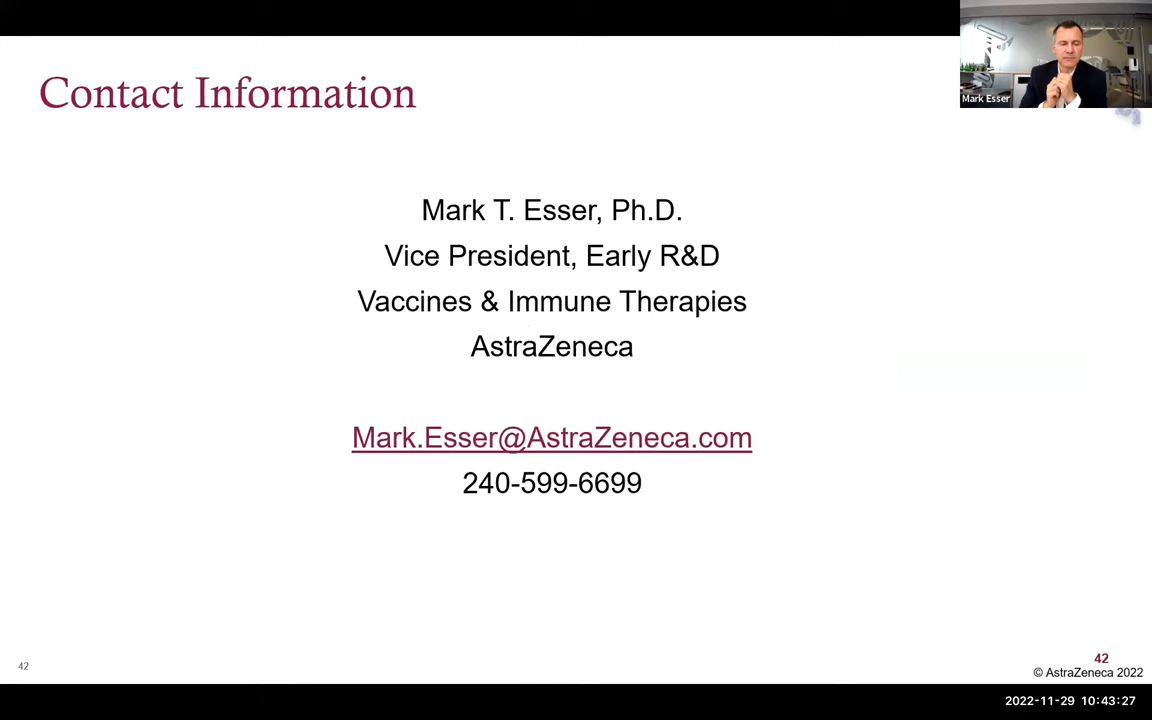 Contact Information
Mark Esser
Mark T. Esser, Ph.D.
Vice President, Early R&D
Vaccines & Immune Therapies
AstraZeneca
Mark.Esser@AstraZeneca.com
240-599-6699
42
42
© AstraZeneca 2022
2022-11-29 10:43:27